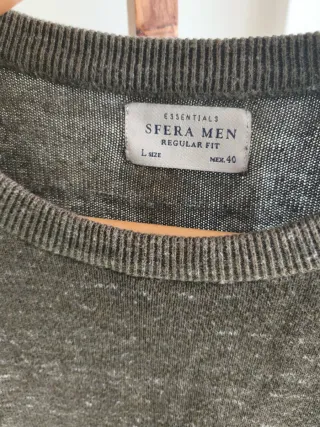 ESSENTIALS
SFERA MEN
REGULAR FIT
L SIZE MEX. 40